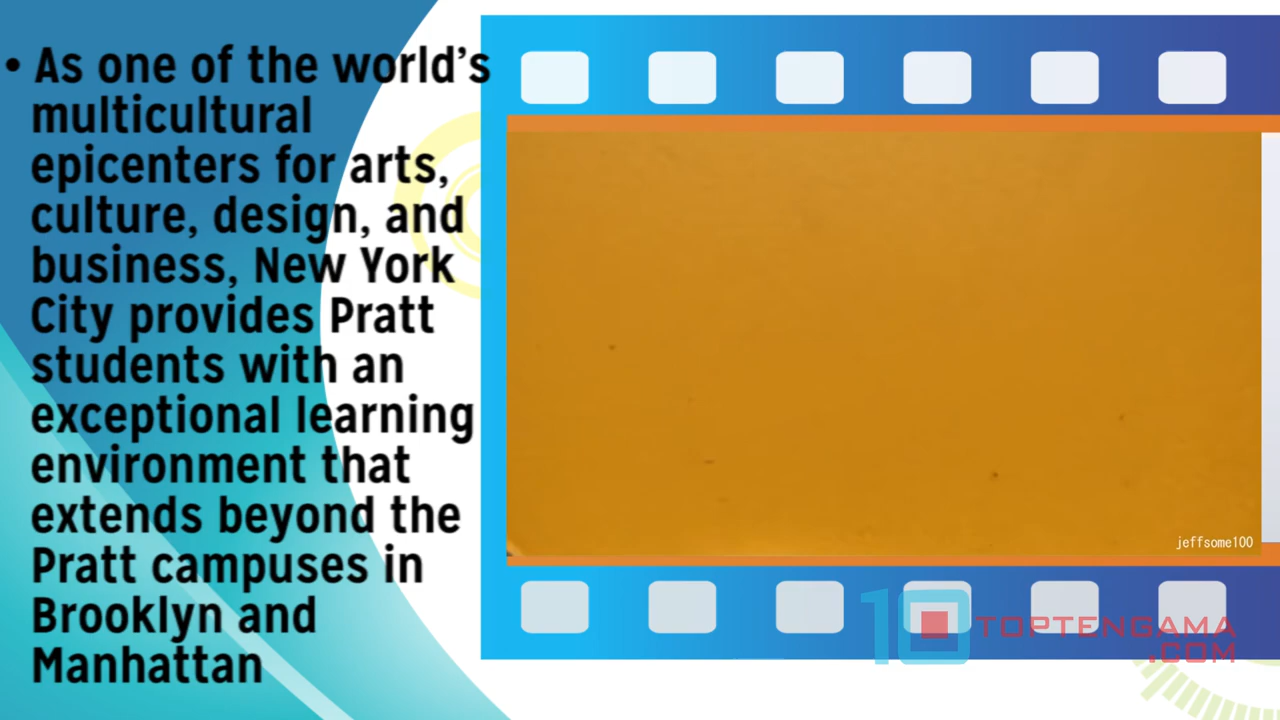 • As one of the world’s
multicultural
epicenters for arts,
culture, design, and
business, New York
City provides Pratt
students with an
exceptional learning
environment that
extends beyond the
Pratt campuses in
Brooklyn and
Manhattan
jeffsome100
10 TOPTENGAMA
.COM